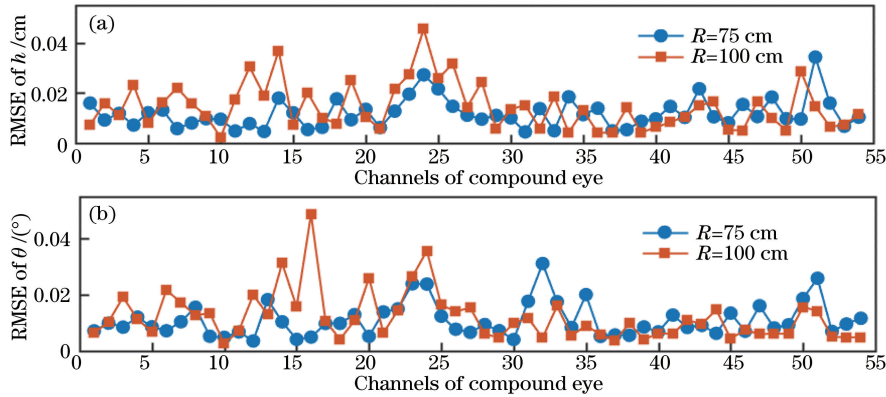 (a)
RMSE of h /cm
0.04
0.02
0
R=75 cm
R=100 cm
0 5 10 15 20 25 30 35 40 45 50 55
Channels of compound eye
(b)
RMSE of θ /(°)
0.04
0.02
0
R=75 cm
R=100 cm
0 5 10 15 20 25 30 35 40 45 50 55
Channels of compound eye